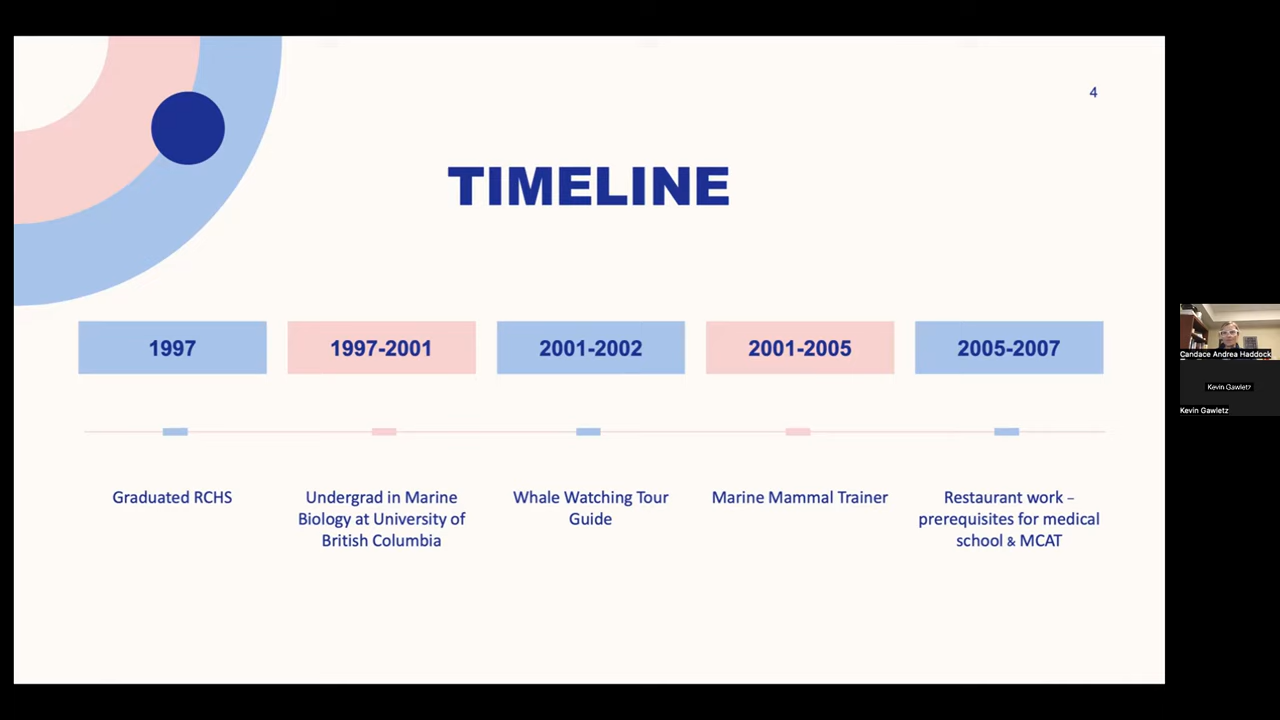 4
TIMELINE
1997
1997-2001
2001-2002
2001-2005
2005-2007
Graduated RCHS
Undergrad in Marine
Biology at University of
British Columbia
Whale Watching Tour
Guide
Marine Mammal Trainer
Restaurant work –
prerequisites for medical
school & MCAT
Candace Andrea Haddock
Kevin Gawletz
Kevin Gawletz